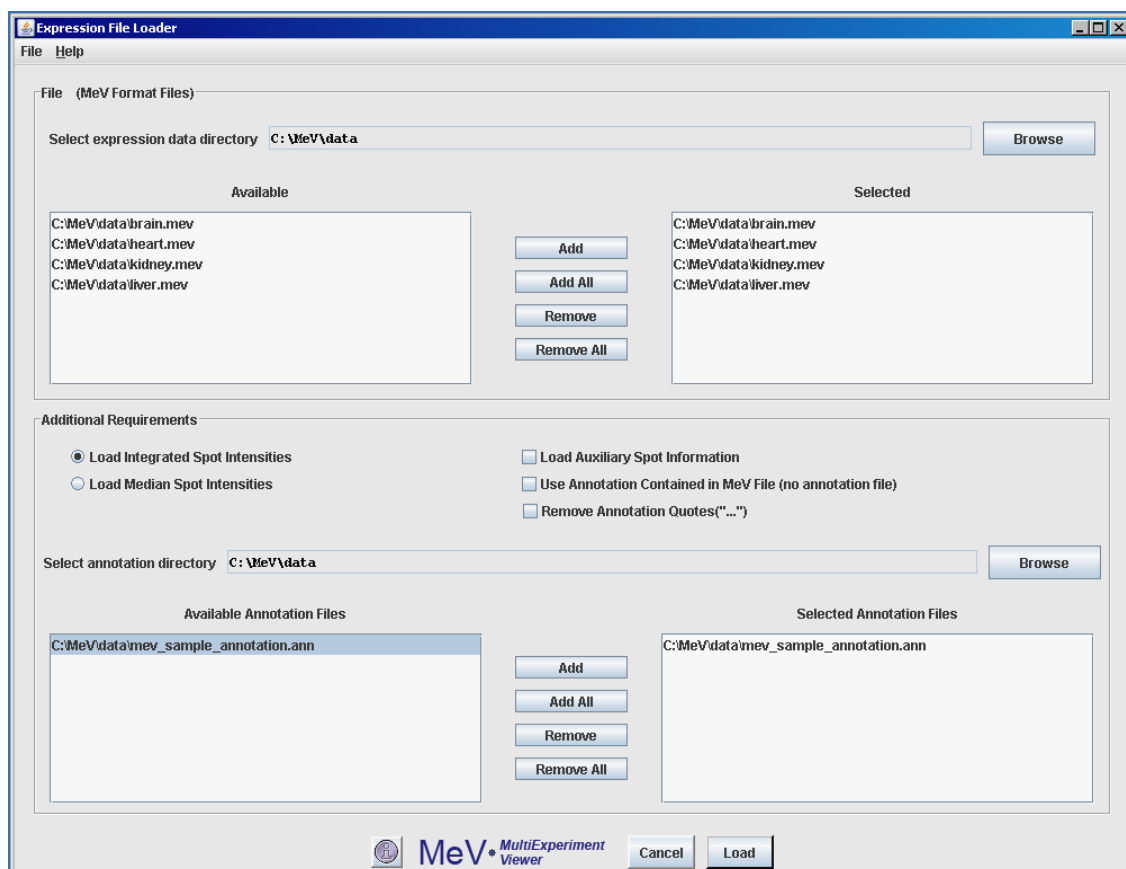 Expression File Loader
File Help
File (MeV Format Files)
Select expression data directory C:\MeV\data Browse
Available
Selected
C:\MeV\data\brain.mev
C:\MeV\data\heart.mev
C:\MeV\data\kidney.mev
C:\MeV\data\liver.mev
Add
Add All
Remove
Remove All
C:\MeV\data\brain.mev
C:\MeV\data\heart.mev
C:\MeV\data\kidney.mev
C:\MeV\data\liver.mev
Additional Requirements
Load Integrated Spot Intensities
Load Median Spot Intensities
Load Auxiliary Spot Information
Use Annotation Contained in MeV File (no annotation file)
Remove Annotation Quotes("...")
Select annotation directory C:\MeV\data Browse
Available Annotation Files
Selected Annotation Files
C:\MeV\data\mev_sample_annotation.ann
Add
Add All
Remove
Remove All
C:\MeV\data\mev_sample_annotation.ann
MeV • MultiExperiment
Viewer
Cancel Load